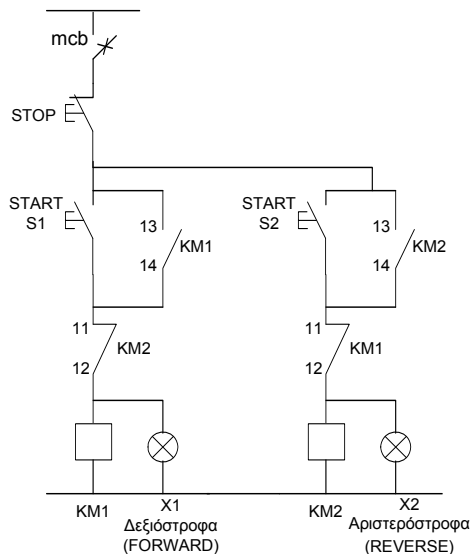 mcb
STOP
START
S1
13
14
KM1
START
S2
13
14
KM2
11
12
KM2
11
12
KM1
KM1
X1
Δεξιόστροφα
(FORWARD)
KM2
X2
Αριστερόστροφα
(REVERSE)